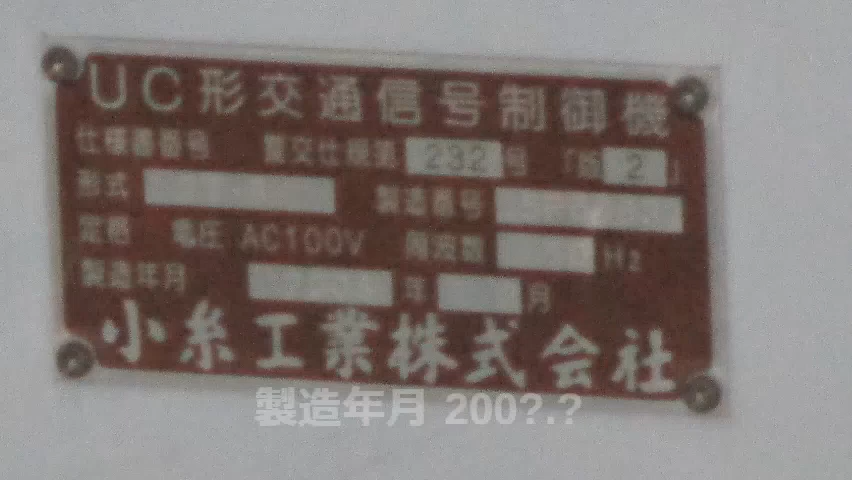 UC形交通信号制御機
仕様書番号 警交仕規第 232 号 「版 2 」
形式 製造番号
定格 電圧 AC100V 周波数 Hz
製造年月 年 月
小糸工業株式会社
製造年月 200?.?